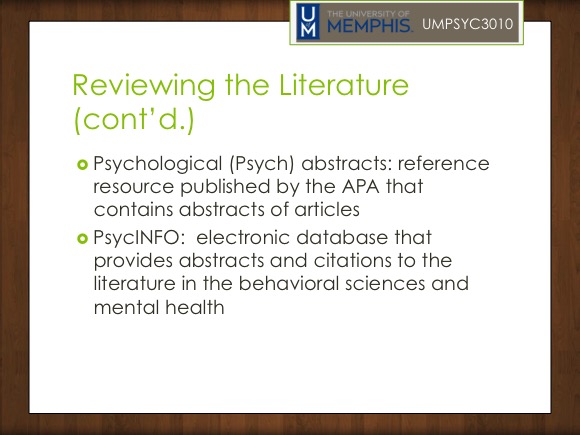 UM
THE UNIVERSITY OF
MEMPHIS.
UMPSYC3010
Reviewing the Literature
(cont'd.)
Psychological (Psych) abstracts: reference
resource published by the APA that
contains abstracts of articles
PsycINFO:  electronic database that
provides abstracts and citations to the
literature in the behavioral sciences and
mental health